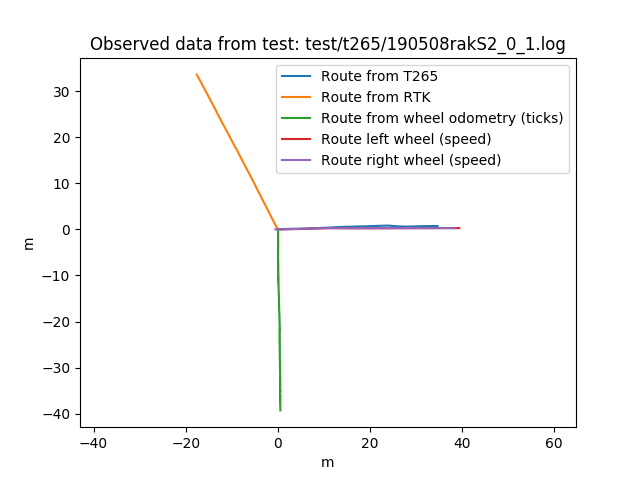 Observed data from test: test/t265/190508rakS2_0_1.log
Route from T265
Route from RTK
Route from wheel odometry (ticks)
Route left wheel (speed)
Route right wheel (speed)
30
20
10
0
−10
−20
−30
−40
m
−40
−20
0
20
40
60
m